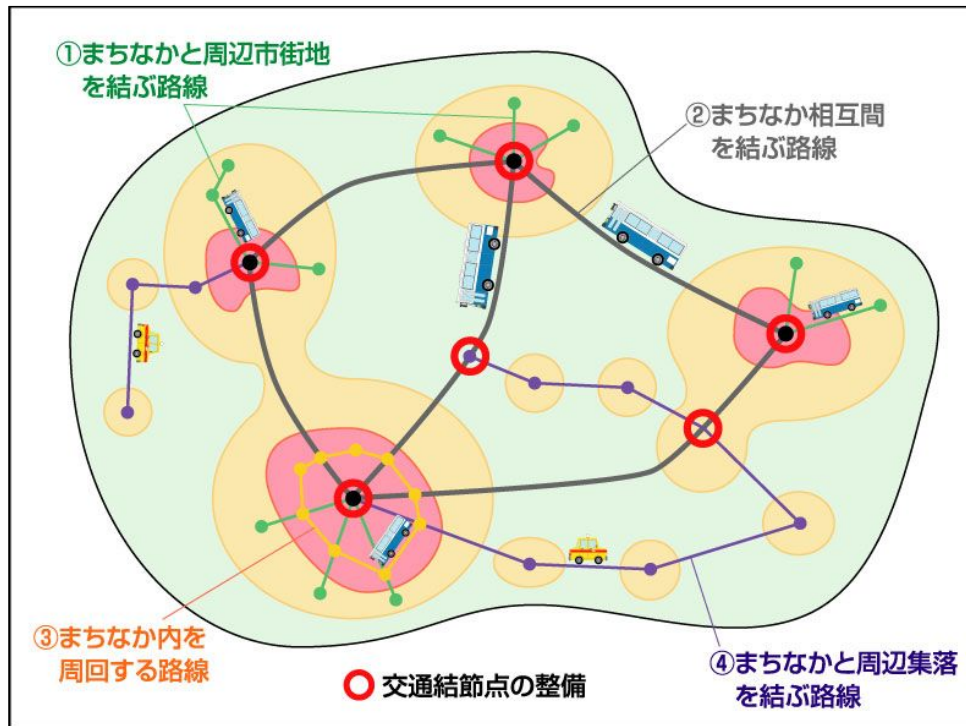 ①まちなかと周辺市街地
を結ぶ路線
②まちなか相互間
を結ぶ路線
③まちなか内を
周回する路線
交通結節点の整備
④まちなかと周辺集落
を結ぶ路線